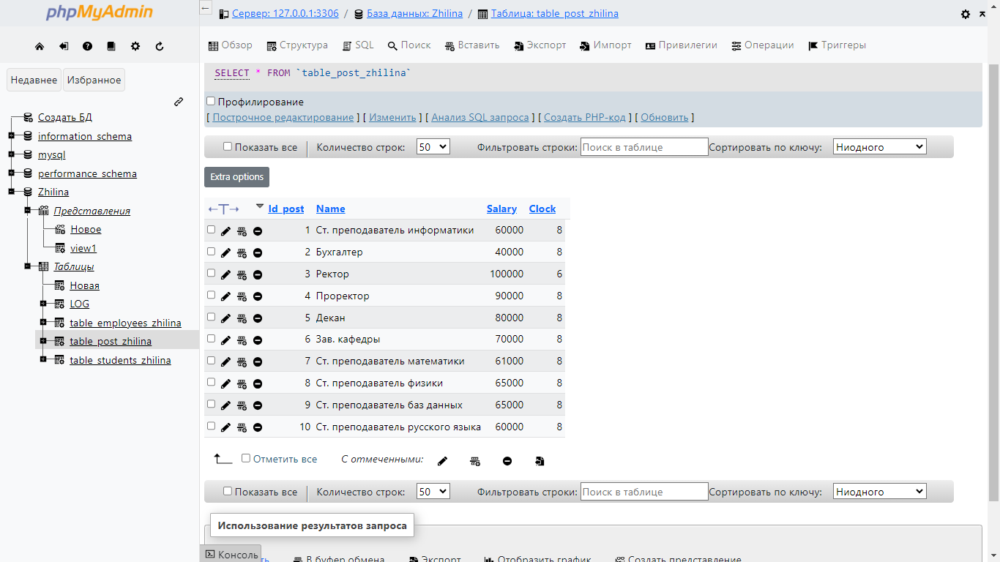 phpMyAdmin
Недавнее Избранное
Создать БД
information_schema
mysql
performance_schema
Zhilina
Представления
Новое
view1
Таблицы
Новая
LOG
table_employees_zhilina
table_post_zhilina
table_students_zhilina
Сервер: 127.0.0.1:3306 / База данных: Zhilina / Таблица: table_post_zhilina
Обзор Структура SQL Поиск Вставить Экспорт Импорт Привилегии Операции Триггеры
SELECT * FROM `table_post_zhilina`
Профилирование
[ Построчное редактирование ] [ Изменить ] [ Анализ SQL запроса ] [ Создать PHP-код ] [ Обновить ]
Показать все Количество строк: 50 Фильтровать строки: Поиск в таблице Сортировать по ключу: Ниодного
Extra options
←T→ Id_post Name Salary Clock
1 Ст. преподаватель информатики 60000 8
2 Бухгалтер 40000 8
3 Ректор 100000 6
4 Проректор 90000 8
5 Декан 80000 8
6 Зав. кафедры 70000 8
7 Ст. преподаватель математики 61000 8
8 Ст. преподаватель физики 65000 8
9 Ст. преподаватель баз данных 65000 8
10 Ст. преподаватель русского языка 60000 8
Отметить все С отмеченными:
Показать все Количество строк: 50 Фильтровать строки: Поиск в таблице Сортировать по ключу: Ниодного
Использование результатов запроса
Консоль В буфер обмена Экспорт Отобразить график Создать представление